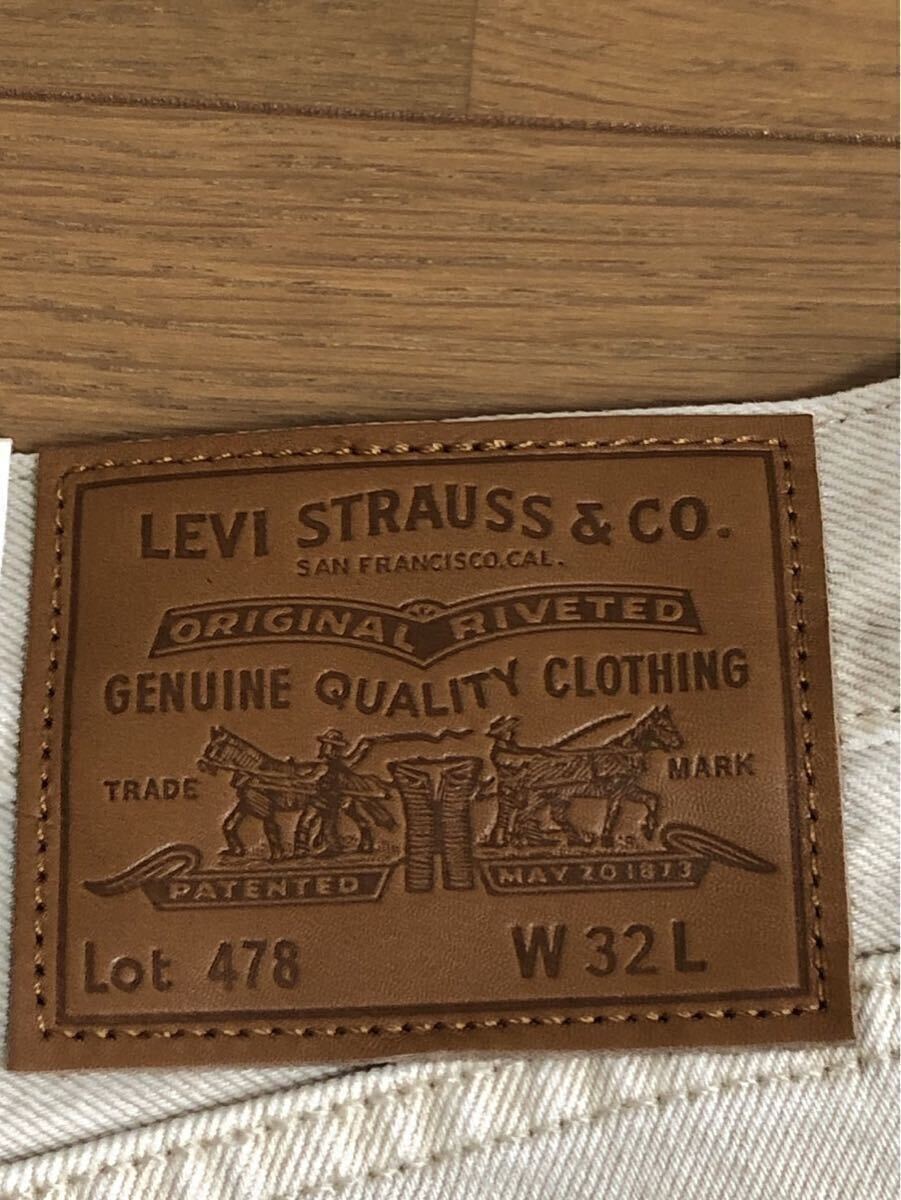 LEVI STRAUSS & CO.
SAN FRANCISCO, CAL.
ORIGINAL RIVETED
GENUINE QUALITY CLOTHING
TRADE MARK
PATENTED MAY 20 1873
Lot 478 W 32 L